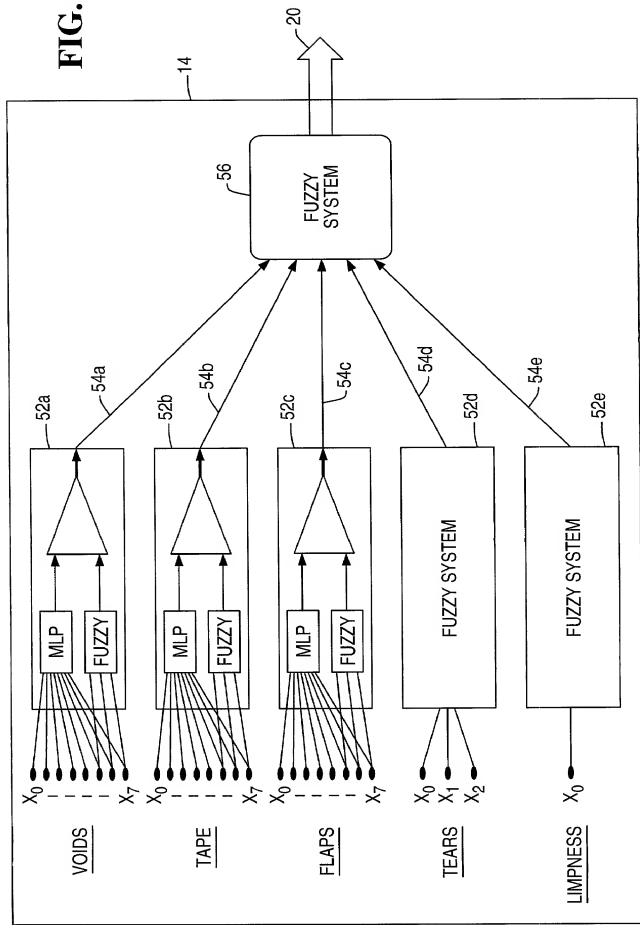 FIG.
14
20
56
FUZZY
SYSTEM
VOIDS
X0
X7
MLP
FUZZY
52a
54a
TAPE
X0
X7
MLP
FUZZY
52b
54b
FLAPS
X0
X7
MLP
FUZZY
52c
54c
TEARS
X0
X1
X2
FUZZY SYSTEM
52d
54d
LIMPNESS
X0
FUZZY SYSTEM
52e
54e